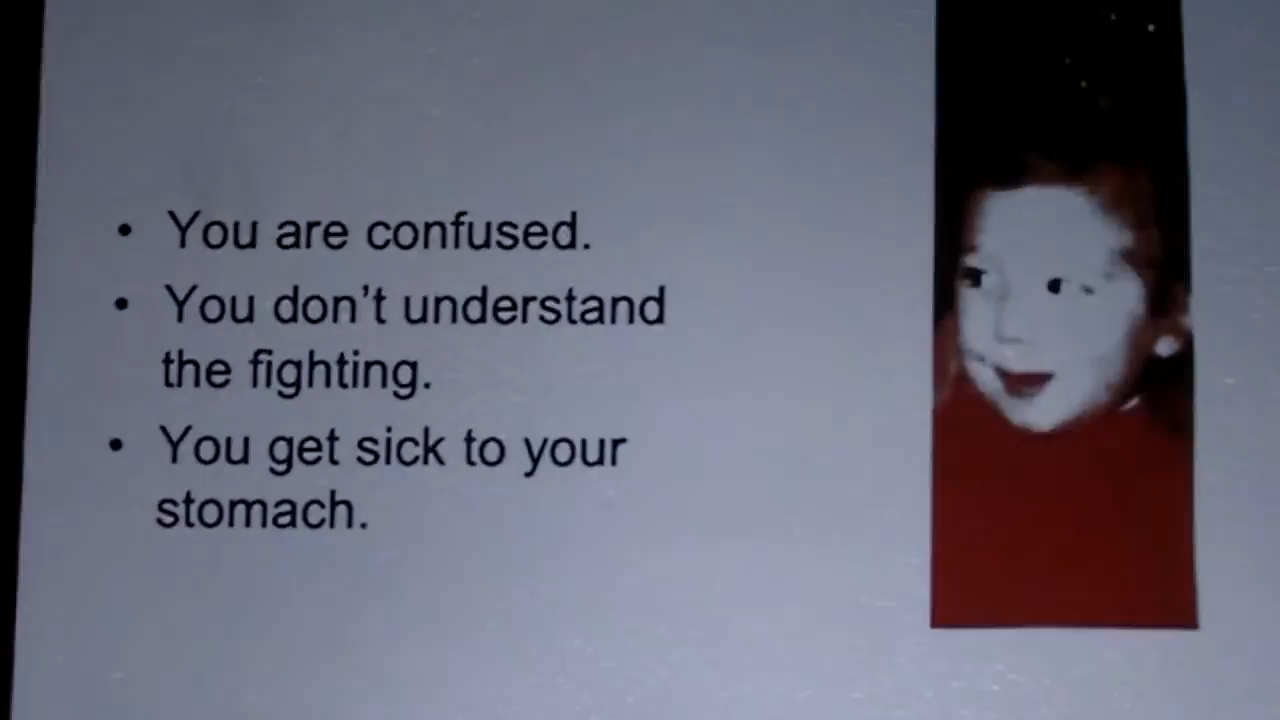 • You are confused.
• You don't understand
the fighting.
• You get sick to your
stomach.